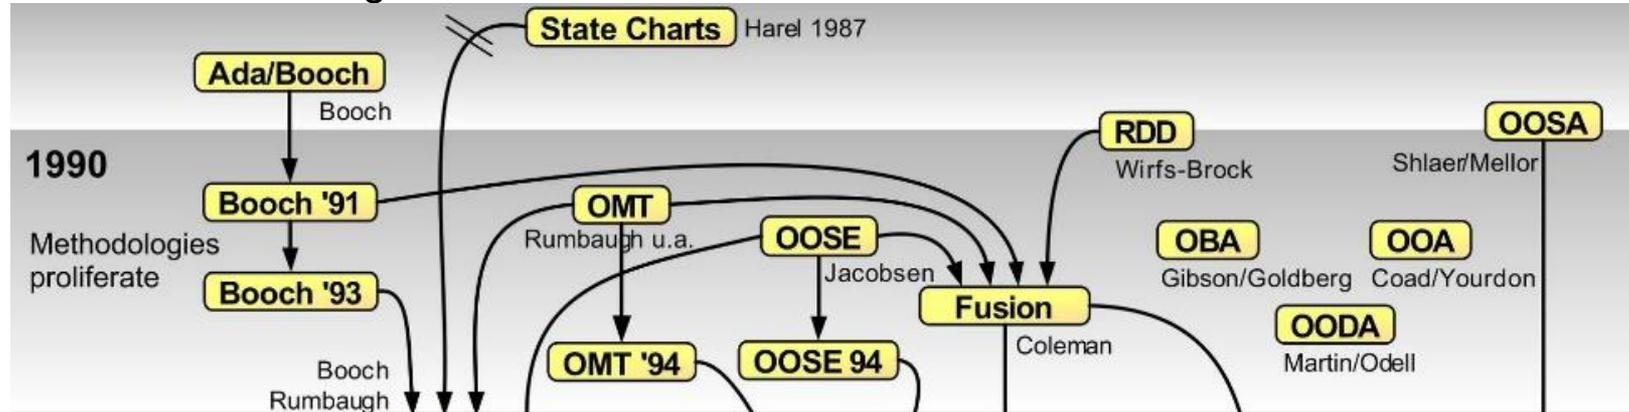 State Charts
Harel 1987
Ada/Booch
Booch
RDD
Wirfs-Brock
OOSA
Shlaer/Mellor
1990
Booch '91
OMT
Rumbaugh u.a.
OOSE
Jacobsen
OBA
Gibson/Goldberg
OOA
Coad/Yourdon
Methodologies
proliferate
Booch '93
Fusion
Coleman
OODA
Martin/Odell
OMT '94
OOSE 94
Booch
Rumbaugh